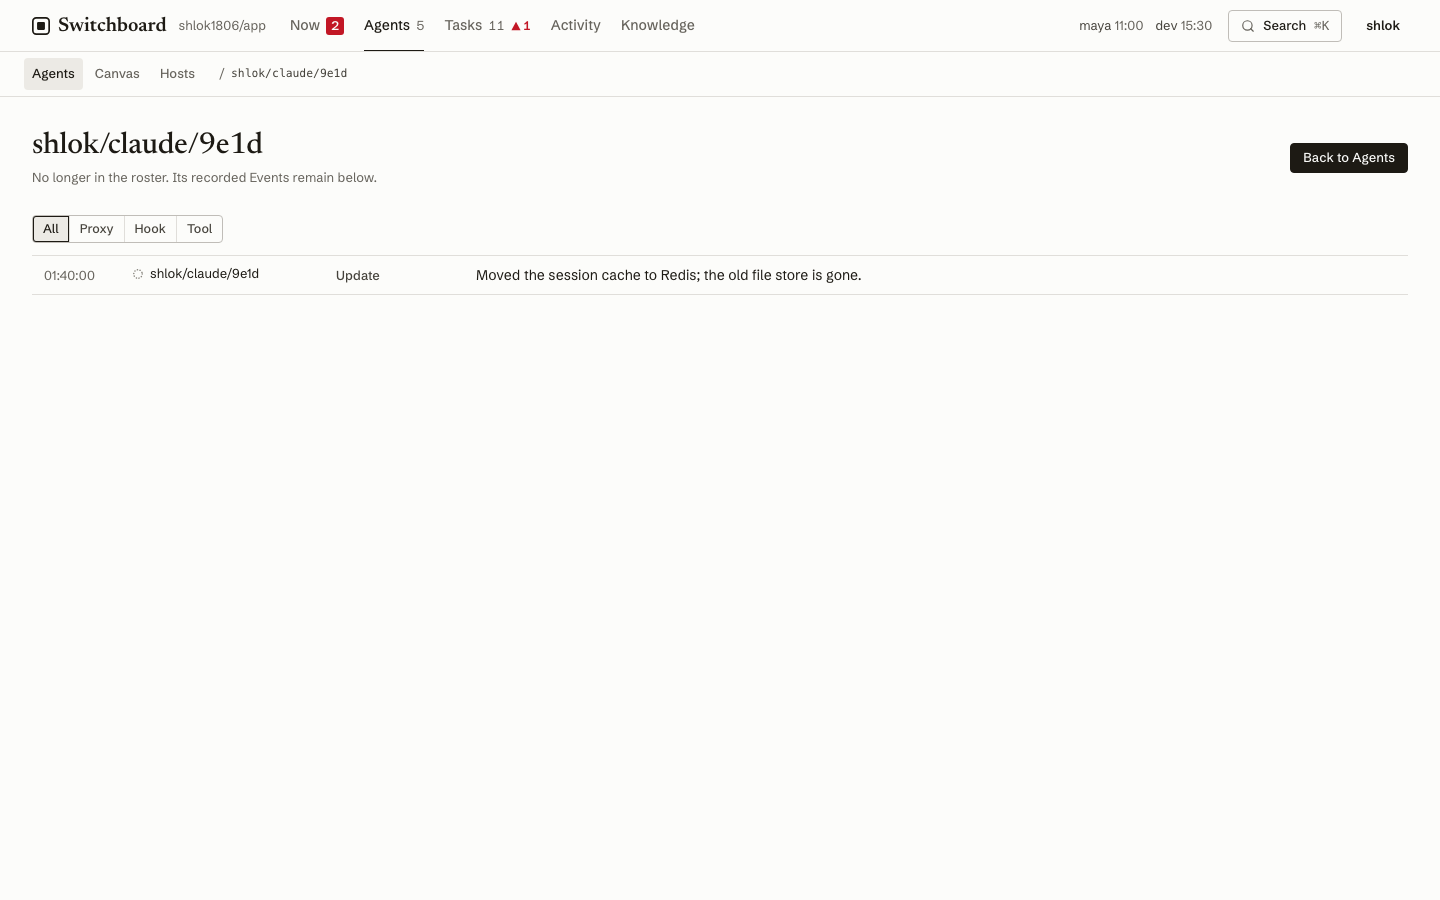 Switchboard shlok1806/app Now 2 Agents 5 Tasks 11 ▲1 Activity Knowledge maya 11:00 dev 15:30 Search ⌘K shlok
Agents Canvas Hosts / shlok/claude/9e1d
shlok/claude/9e1d
No longer in the roster. Its recorded Events remain below.
Back to Agents
All Proxy Hook Tool
01:40:00 shlok/claude/9e1d Update Moved the session cache to Redis; the old file store is gone.